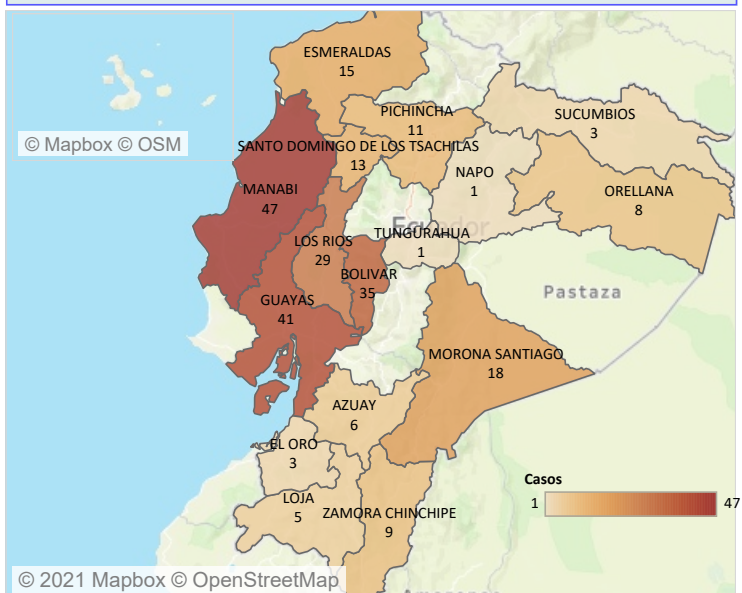 ESMERALDAS
15
© Mapbox © OSM
PICHINCHA
11
SUCUMBIOS
3
SANTO DOMINGO DE LOS TSACHILAS
13
NAPO
1
MANABI
47
ORELLANA
8
Ecuador
TUNGURAHUA
1
LOS RIOS
29
BOLIVAR
35
Pastaza
GUAYAS
41
MORONA SANTIAGO
18
AZUAY
6
EL ORO
3
Casos
1
47
LOJA
5
ZAMORA CHINCHIPE
9
© 2021 Mapbox © OpenStreetMap